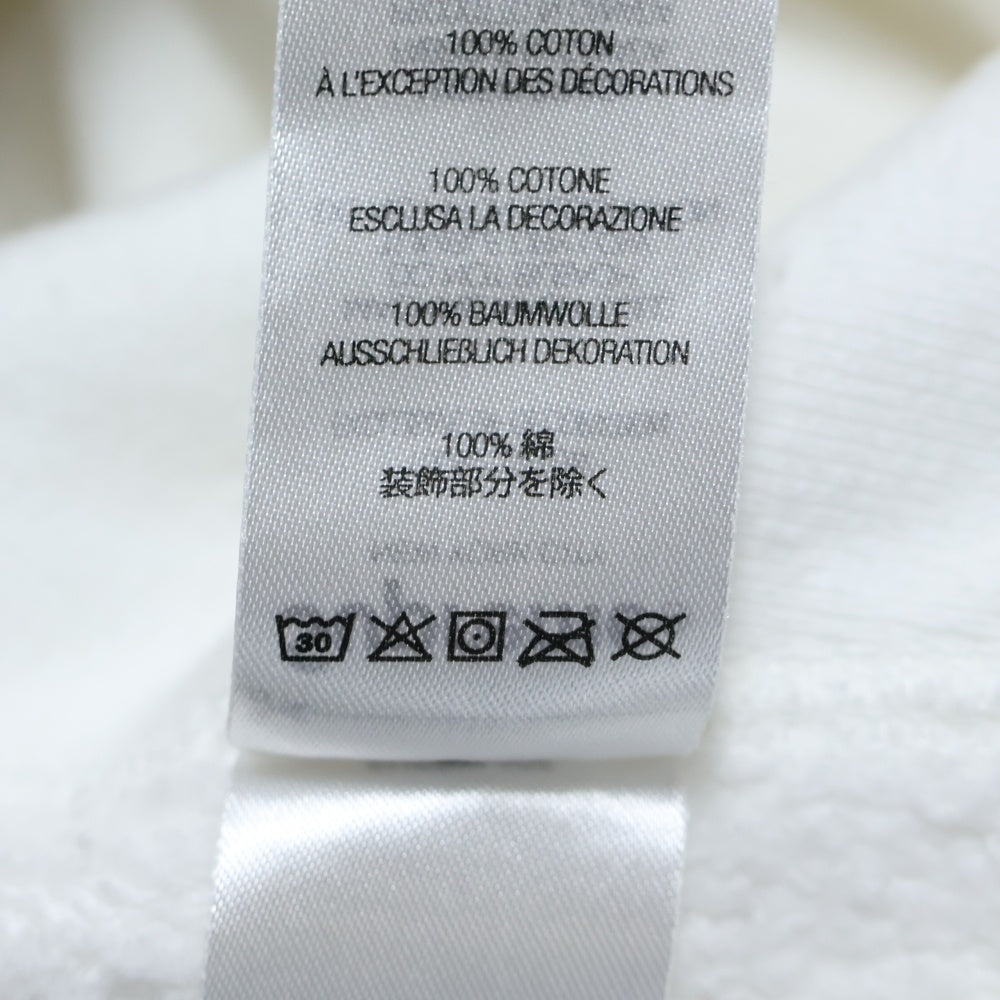 100% COTON
À L'EXCEPTION DES DÉCORATIONS
100% COTONE
ESCLUSA LA DECORAZIONE
100% BAUMWOLLE
AUSSCHLIEßLICH DEKORATION
100% 綿
装飾部分を除く
30